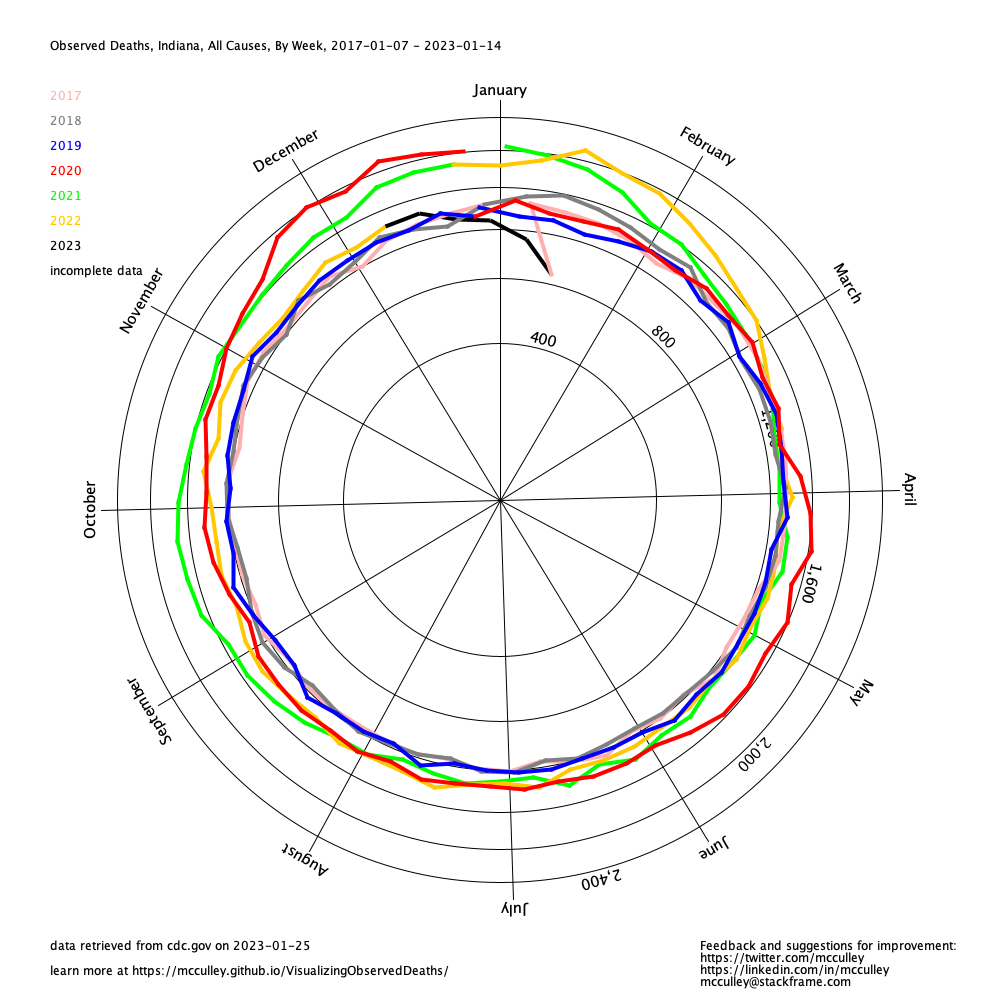 Observed Deaths, Indiana, All Causes, By Week, 2017-01-07 - 2023-01-14
2017
2018
2019
2020
2021
2022
2023
incomplete data
January
February
March
April
May
June
July
August
September
October
November
December
400
800
1,200
1,600
2,000
2,400
data retrieved from cdc.gov on 2023-01-25
learn more at https://mcculley.github.io/VisualizingObservedDeaths/
Feedback and suggestions for improvement:
https://twitter.com/mcculley
https://linkedin.com/in/mcculley
mcculley@stackframe.com